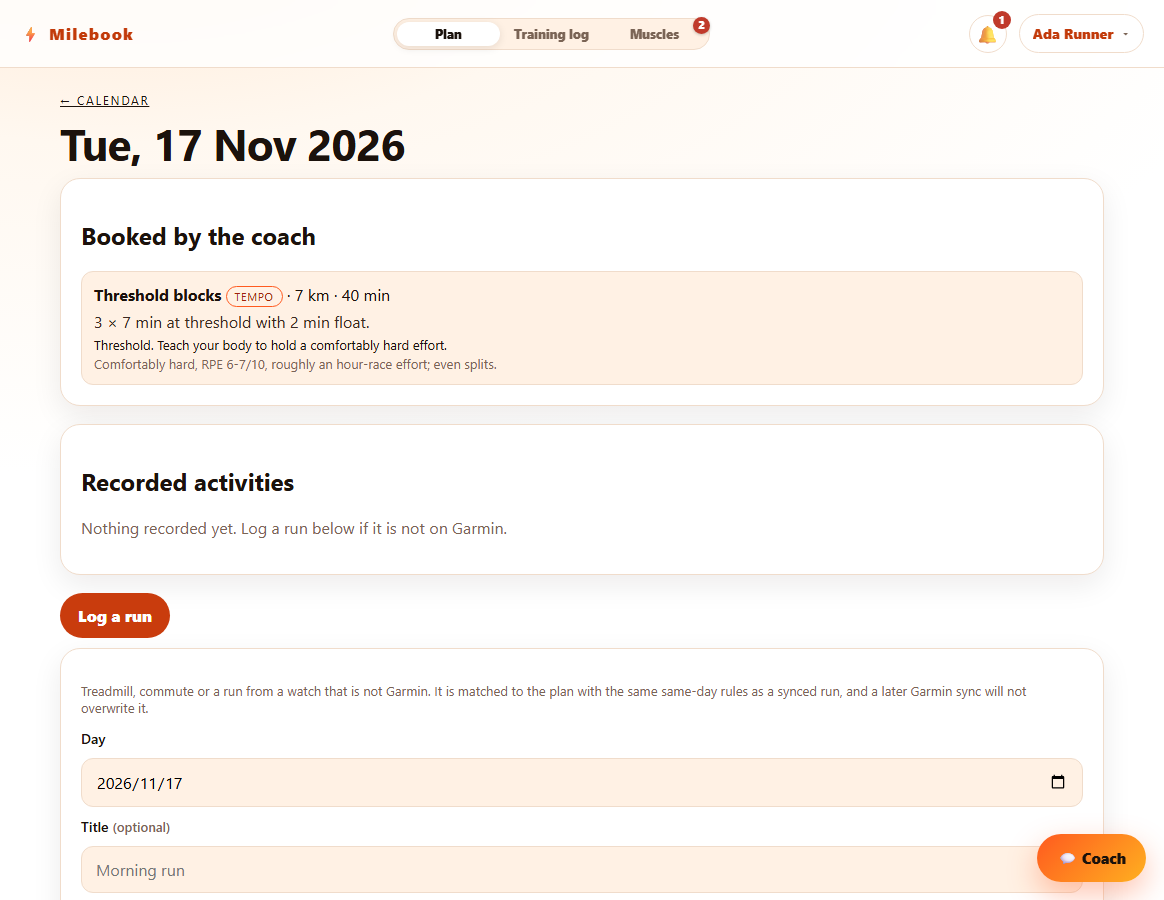 Milebook
Plan
Training log
Muscles
2
1
Ada Runner
← CALENDAR
Tue, 17 Nov 2026
Booked by the coach
Threshold blocks TEMPO · 7 km · 40 min
3 × 7 min at threshold with 2 min float.
Threshold. Teach your body to hold a comfortably hard effort.
Comfortably hard, RPE 6-7/10, roughly an hour-race effort; even splits.
Recorded activities
Nothing recorded yet. Log a run below if it is not on Garmin.
Log a run
Treadmill, commute or a run from a watch that is not Garmin. It is matched to the plan with the same same-day rules as a synced run, and a later Garmin sync will not
overwrite it.
Day
2026/11/17
Title (optional)
Morning run
Coach